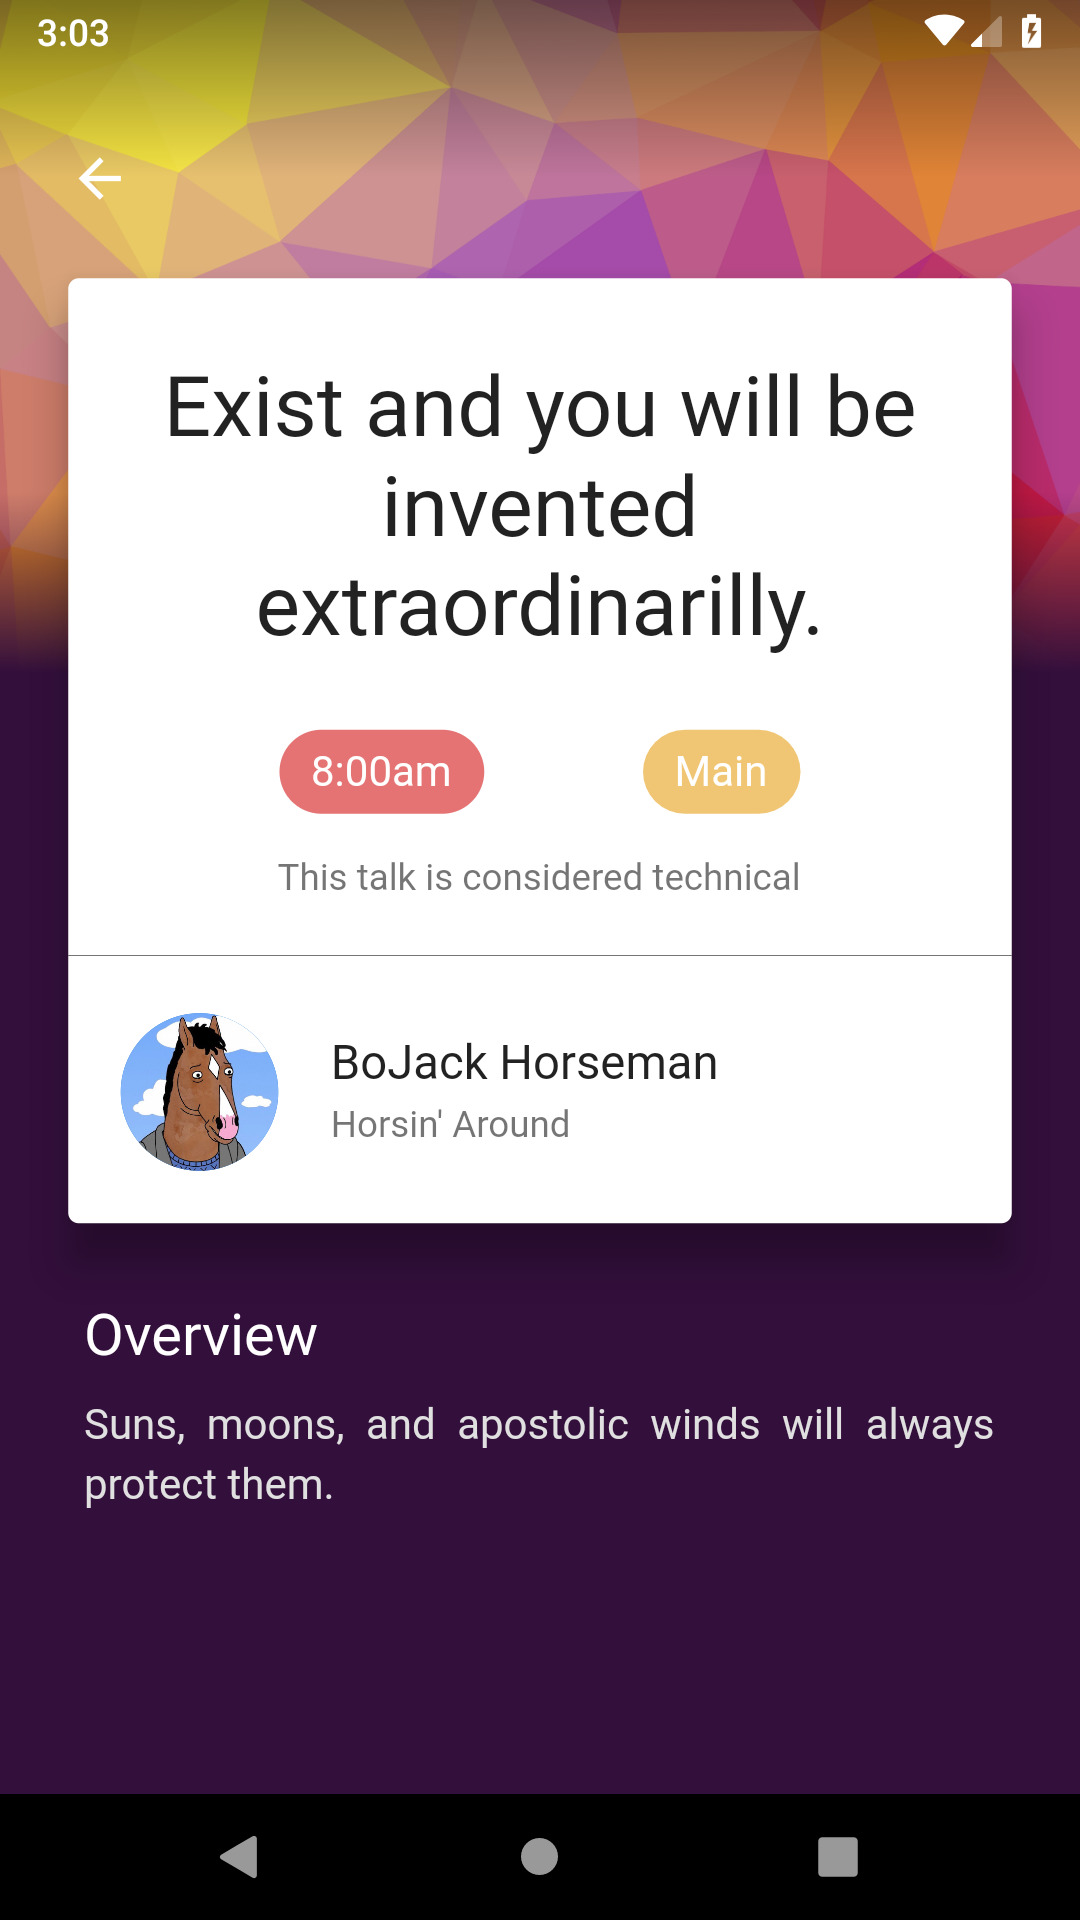 3:03
Exist and you will be
invented
extraordinarilly.
8:00am
Main
This talk is considered technical
BoJack Horseman
Horsin' Around
Overview
Suns, moons, and apostolic winds will always
protect them.